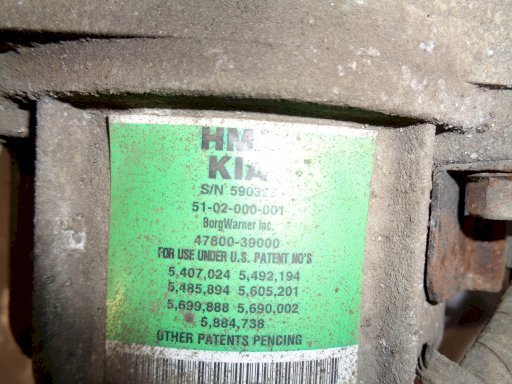 KIA
S/N
51-02-000-001
BorgWarner Inc.
47800-39000
FOR USE UNDER U.S. PATENT NO'S
5,407,024 5,492,194
5,485,894 5,605,201
5,699,888 5,690,002
5,884,738
OTHER PATENTS PENDING